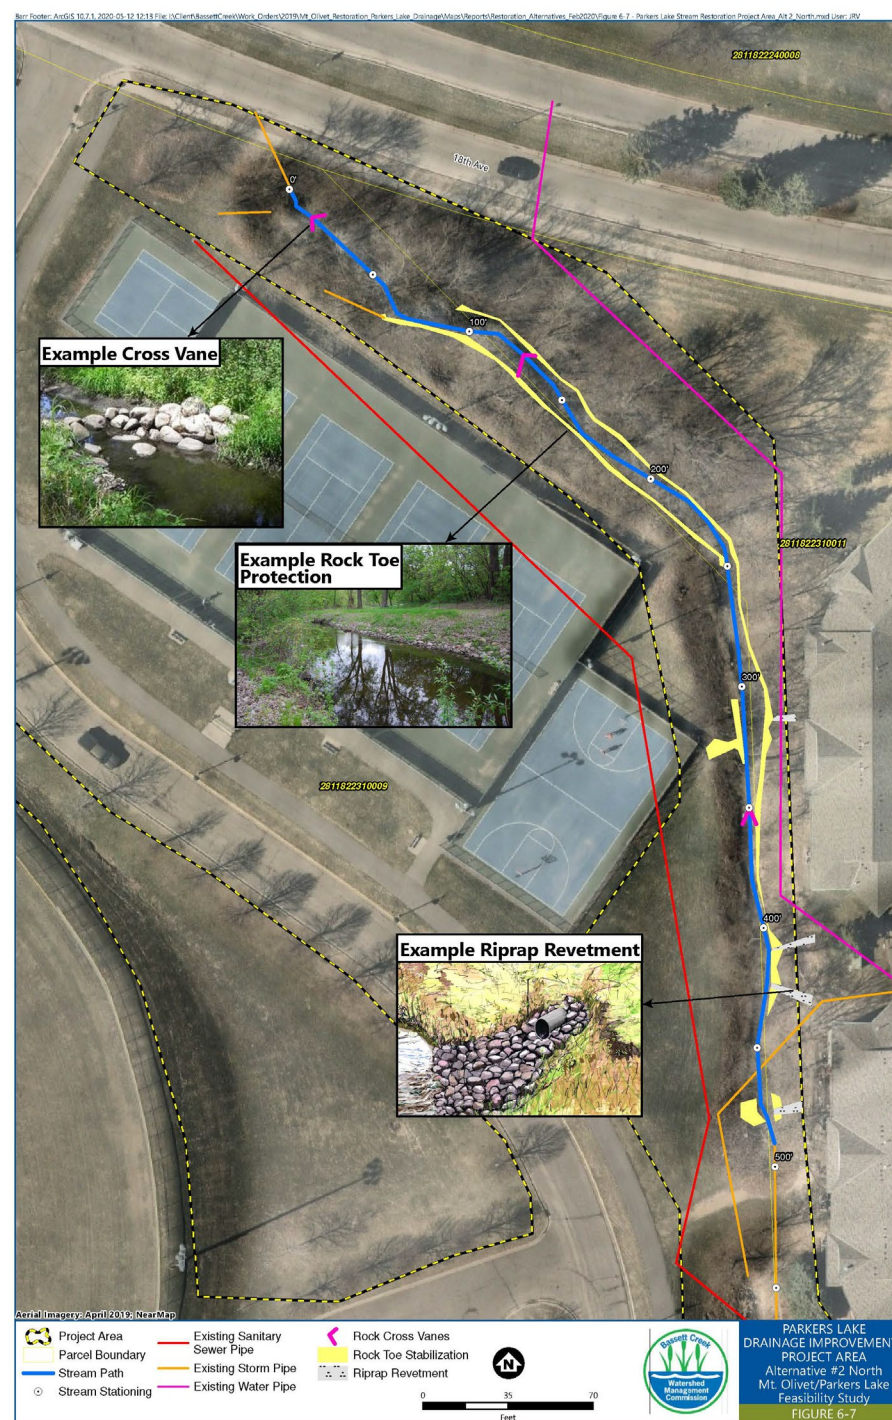 Barr Footer: ArcGIS 10.7.1, 2020-05-12 12:13 File: I:\Client\BassettCreek\Work_Orders\2019\Mt_Olivet_Restoration_Parkers_Lake_Drainage\Maps\Reports\Restoration_Alternatives_Feb2020\Figure 6-7 - Parkers Lake Stream Restoration Project Area_Alt 2_North.mxd User: JRV
2811822240008
18th Ave
0'
100'
Example Cross Vane
200'
2811822310011
Example Rock Toe
Protection
300'
2811822310009
400'
Example Riprap Revetment
500'
Aerial Imagery: April 2019; NearMap
Project Area
Parcel Boundary
Stream Path
Stream Stationing
Existing Sanitary
Sewer Pipe
Existing Storm Pipe
Existing Water Pipe
Rock Cross Vanes
Rock Toe Stabilization
Riprap Revetment
N
0 35 70
Feet
Bassett Creek
Watershed
Management
Commission
PARKERS LAKE
DRAINAGE IMPROVEMENT
PROJECT AREA
Alternative #2 North
Mt. Olivet/Parkers Lake
Feasibility Study
FIGURE 6-7